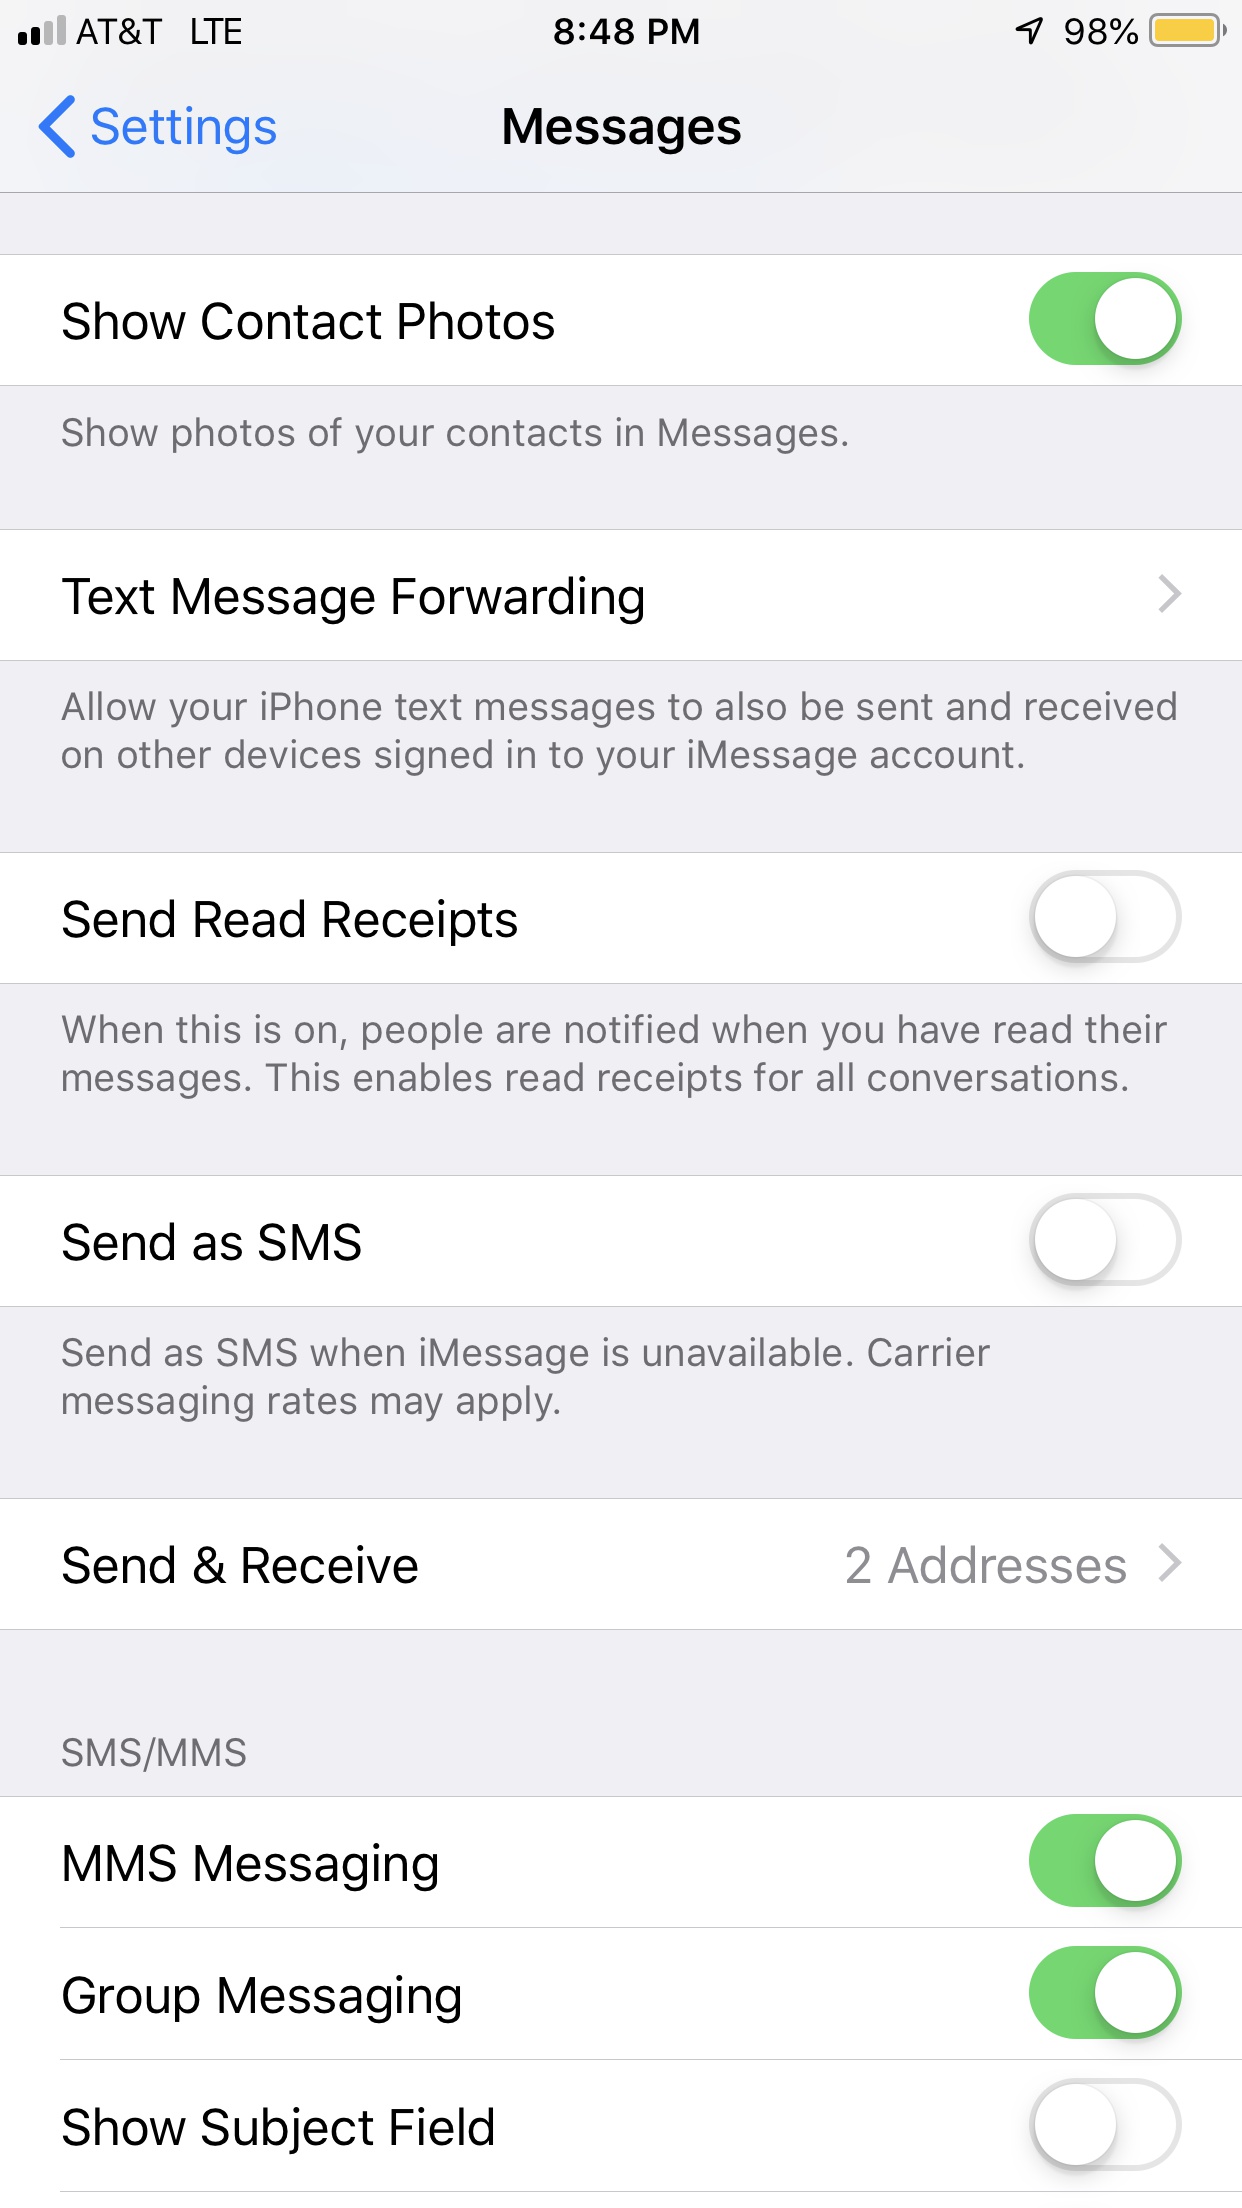 AT&T LTE 8:48 PM 98%
Settings Messages
Show Contact Photos
Show photos of your contacts in Messages.
Text Message Forwarding
Allow your iPhone text messages to also be sent and received
on other devices signed in to your iMessage account.
Send Read Receipts
When this is on, people are notified when you have read their
messages. This enables read receipts for all conversations.
Send as SMS
Send as SMS when iMessage is unavailable. Carrier
messaging rates may apply.
Send & Receive 2 Addresses
SMS/MMS
MMS Messaging
Group Messaging
Show Subject Field